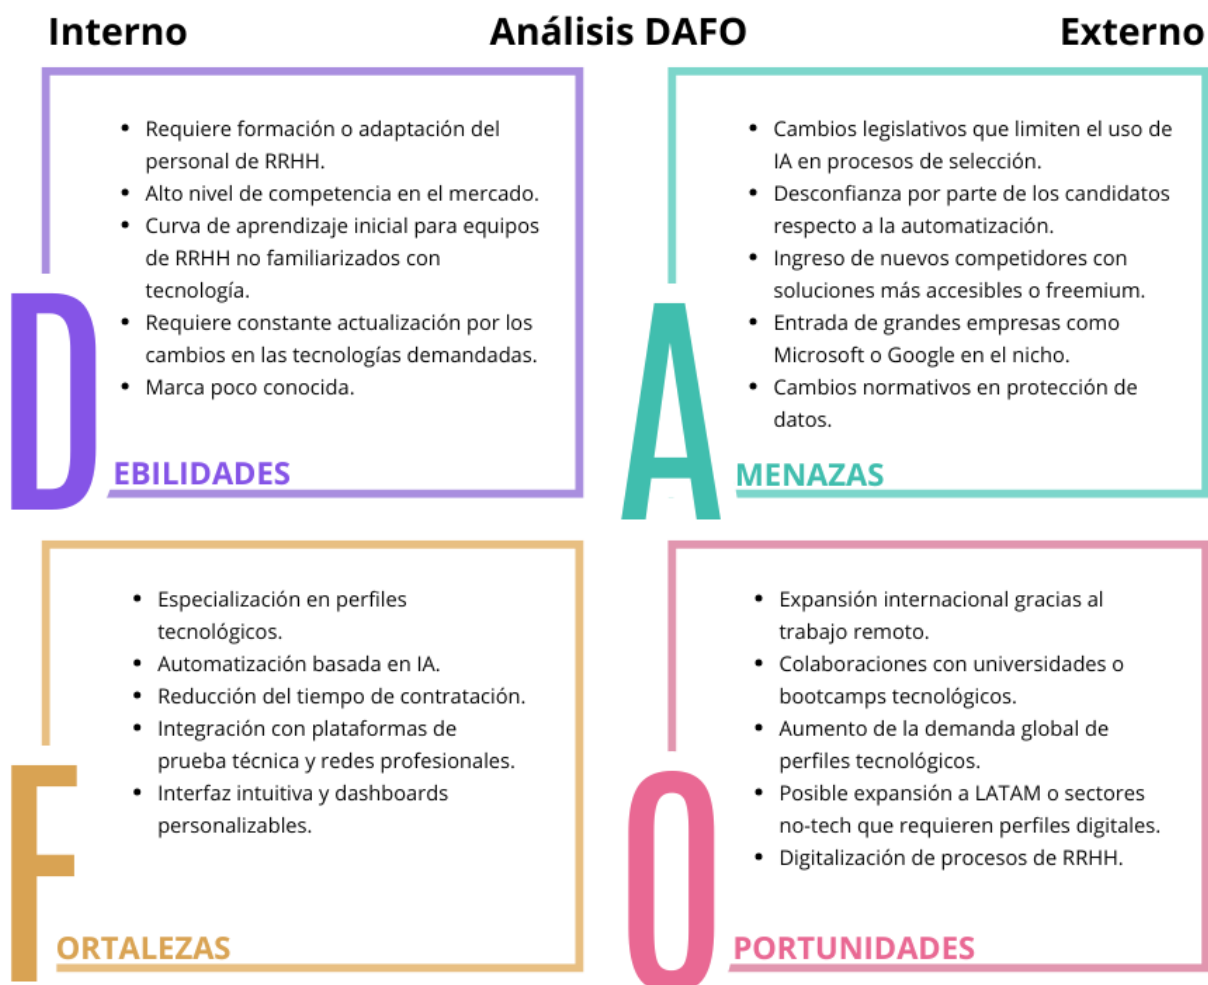 Interno
Análisis DAFO
Externo
• Requiere formación o adaptación del
personal de RRHH.
• Alto nivel de competencia en el mercado.
• Curva de aprendizaje inicial para equipos
de RRHH no familiarizados con
tecnología.
• Requiere constante actualización por los
cambios en las tecnologías demandadas.
• Marca poco conocida.
DEBILIDADES
• Cambios legislativos que limiten el uso de
IA en procesos de selección.
• Desconfianza por parte de los candidatos
respecto a la automatización.
• Ingreso de nuevos competidores con
soluciones más accesibles o freemium.
• Entrada de grandes empresas como
Microsoft o Google en el nicho.
• Cambios normativos en protección de
datos.
AMENAZAS
• Especialización en perfiles
tecnológicos.
• Automatización basada en IA.
• Reducción del tiempo de contratación.
• Integración con plataformas de
prueba técnica y redes profesionales.
• Interfaz intuitiva y dashboards
personalizables.
FORTALEZAS
• Expansión internacional gracias al
trabajo remoto.
• Colaboraciones con universidades o
bootcamps tecnológicos.
• Aumento de la demanda global de
perfiles tecnológicos.
• Posible expansión a LATAM o sectores
no-tech que requieren perfiles digitales.
• Digitalización de procesos de RRHH.
OPORTUNIDADES